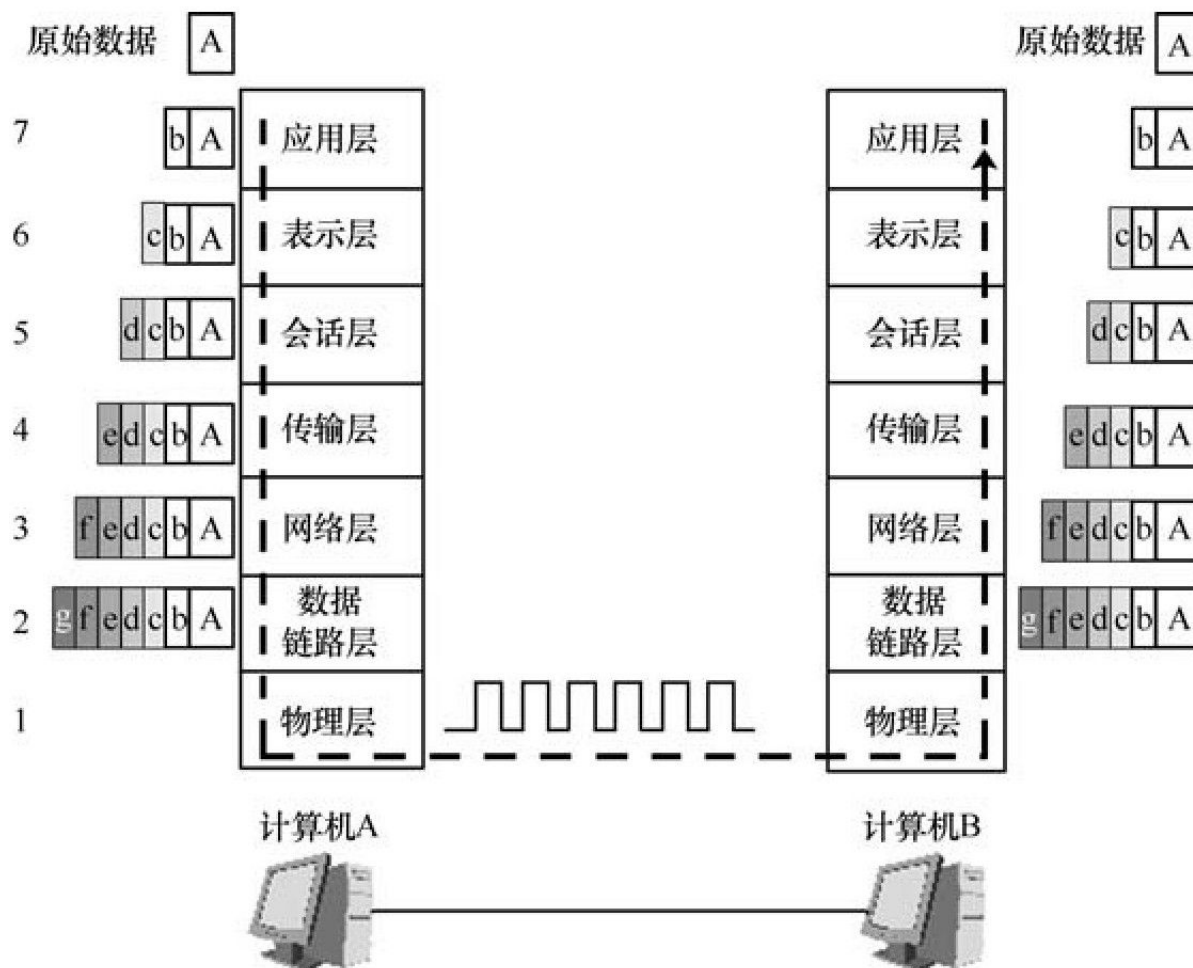 原始数据 A 原始数据 A
7 b A 应用层 应用层 b A
6 c b A 表示层 表示层 c b A
5 d c b A 会话层 会话层 d c b A
4 e d c b A 传输层 传输层 e d c b A
3 f e d c b A 网络层 网络层 f e d c b A
2 g f e d c b A 数据 链路层 数据 链路层 g f e d c b A
1 物理层 物理层
计算机A 计算机B